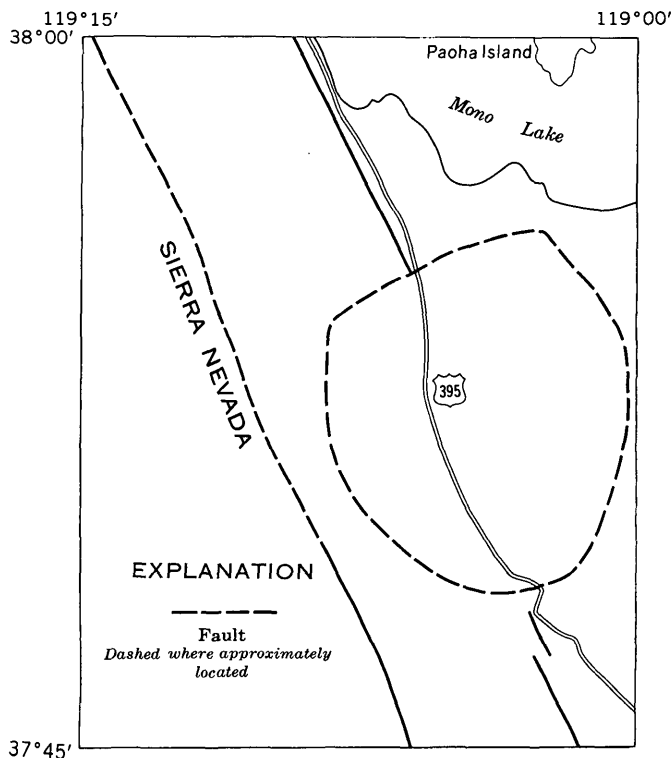 119°15′
119°00′
38°00′
Paoha Island
Mono Lake
SIERRA NEVADA
395
EXPLANATION
Fault
Dashed where approximately
located
37°45′